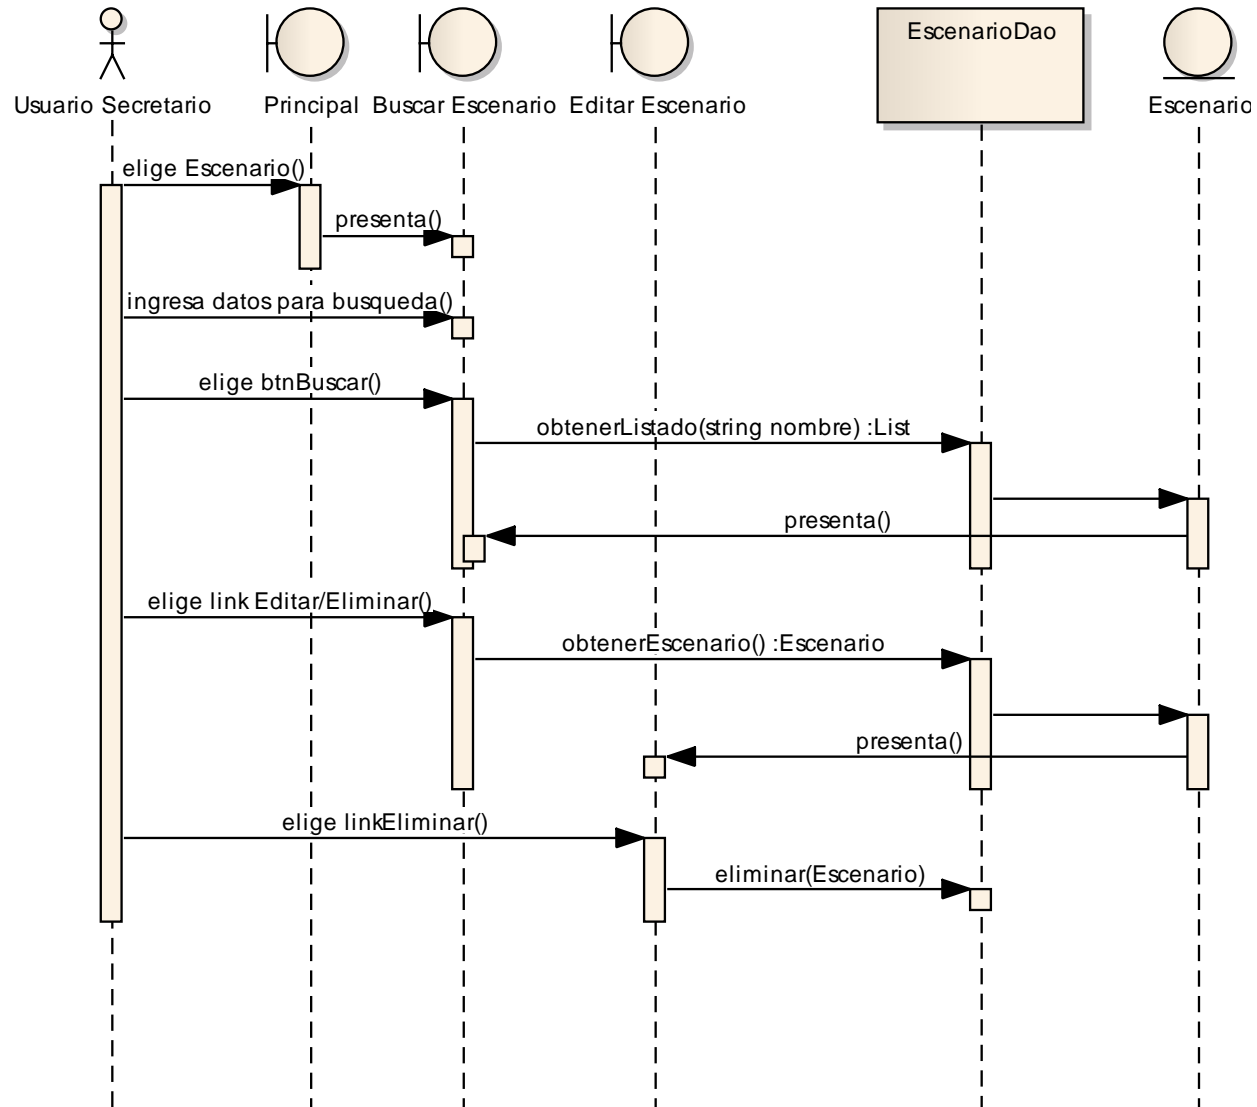 EscenarioDao
Usuario Secretario
Principal
Buscar Escenario
Editar Escenario
Escenario
elige Escenario()
presenta()
ingresa datos para busqueda()
elige btnBuscar()
obtenerListado(string nombre) :List
presenta()
elige link Editar/Eliminar()
obtenerEscenario() :Escenario
presenta()
elige linkEliminar()
eliminar(Escenario)